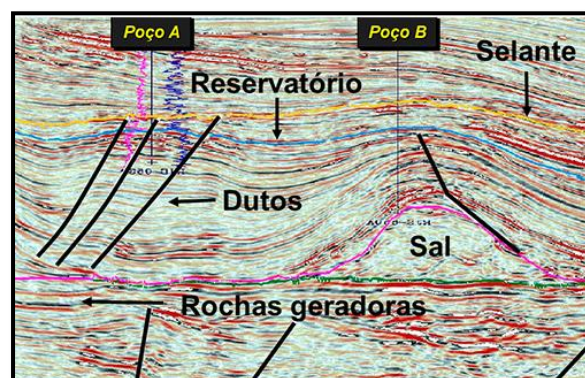 Poço A
Poço B
Selante
Reservatório
Dutos
Sal
Rochas geradoras